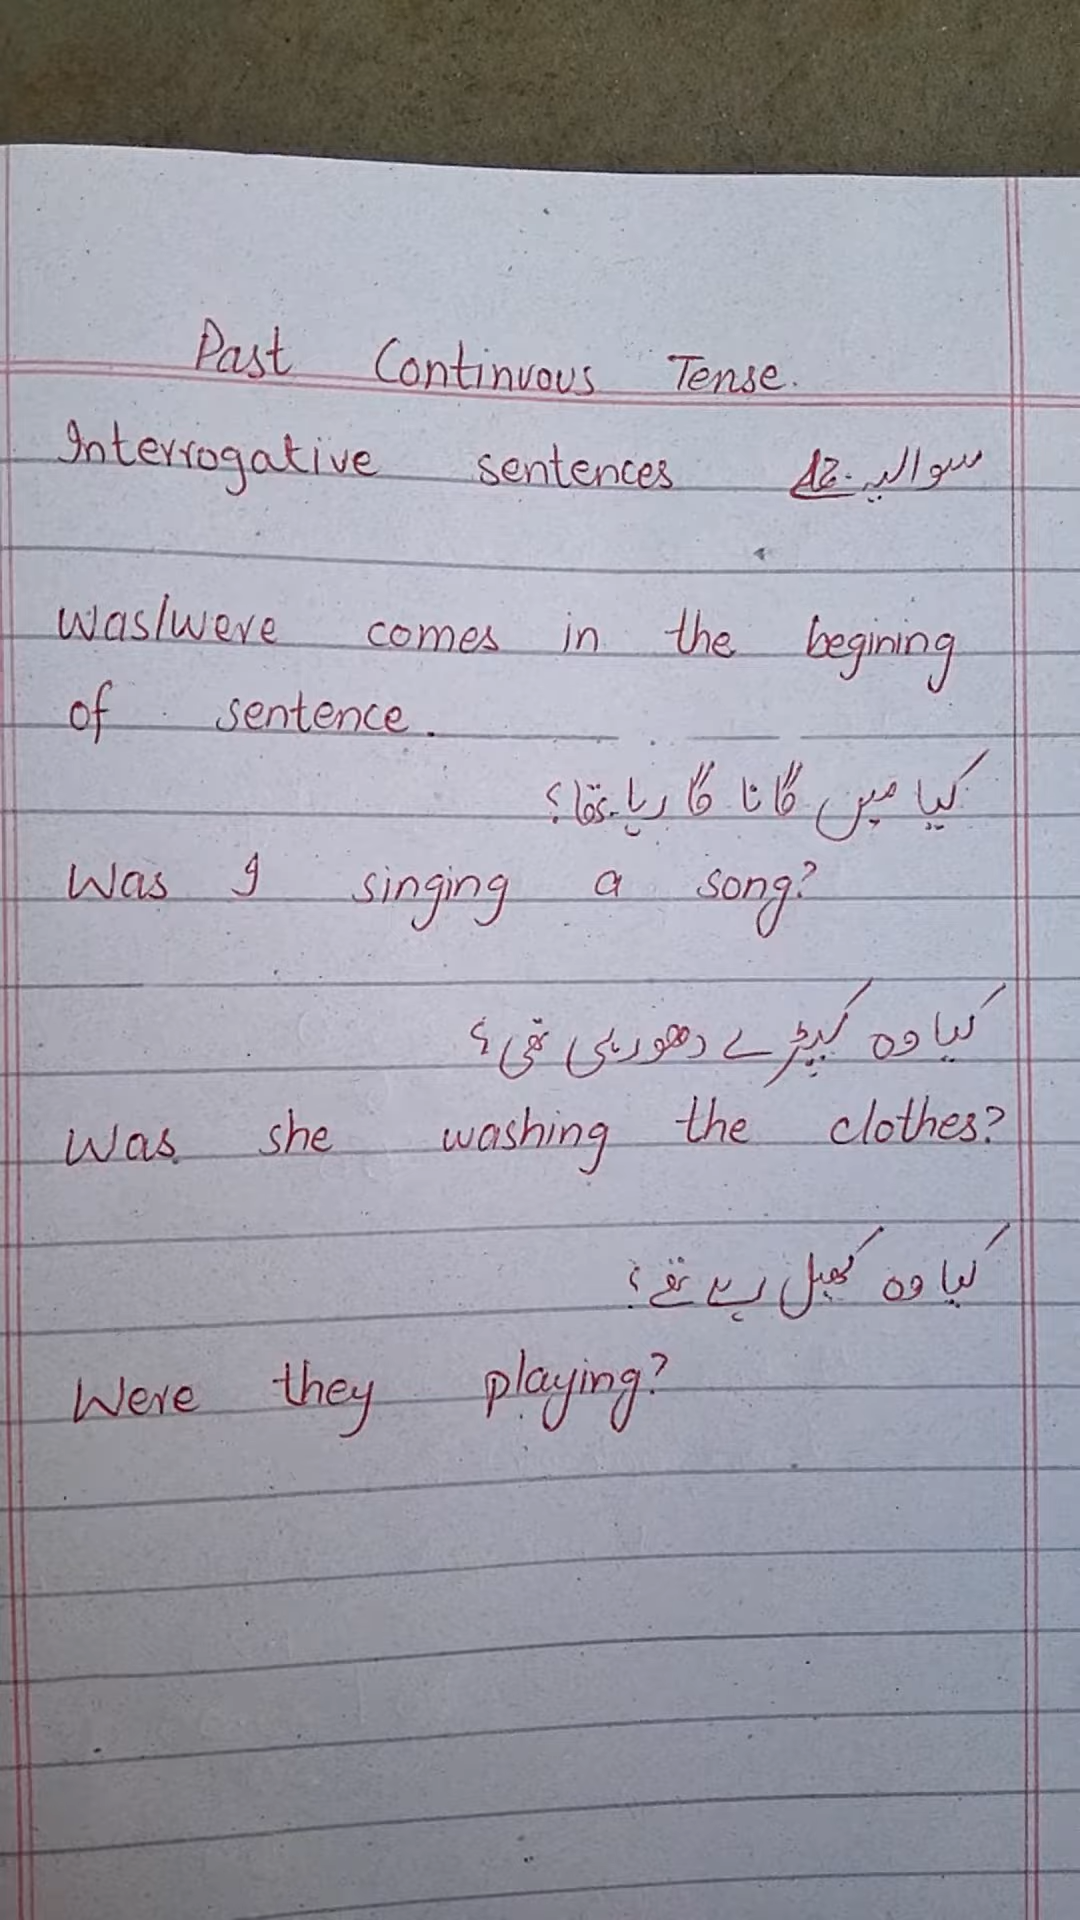 Past Continuous Tense.
Interrogative sentences سوالیہ جملے
Was/were comes in the begining
of sentence.
کیا میں گانا گا رہا تھا؟
Was I singing a song?
کیا وہ کپڑے دھو رہی تھی؟
Was she washing the clothes?
کیا وہ کھیل رہے تھے؟
Were they playing?